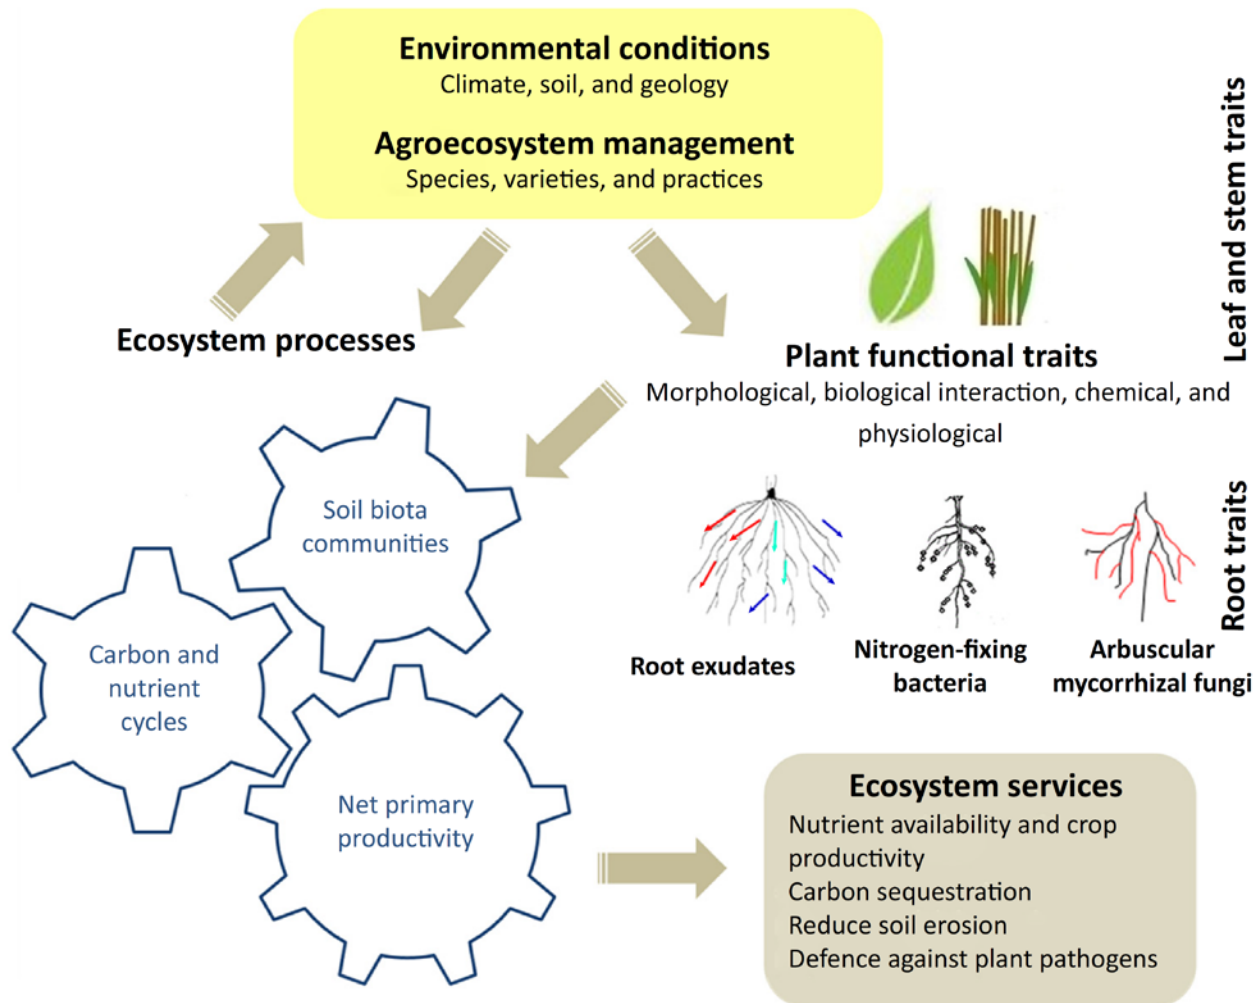 Environmental conditions
Climate, soil, and geology
Agroecosystem management
Species, varieties, and practices
Leaf and stem traits
Ecosystem processes
Plant functional traits
Morphological, biological interaction, chemical, and
physiological
Soil biota
communities
Root traits
Carbon and
nutrient
cycles
Root exudates
Nitrogen-fixing
bacteria
Arbuscular
mycorrhizal fungi
Net primary
productivity
Ecosystem services
Nutrient availability and crop
productivity
Carbon sequestration
Reduce soil erosion
Defence against plant pathogens